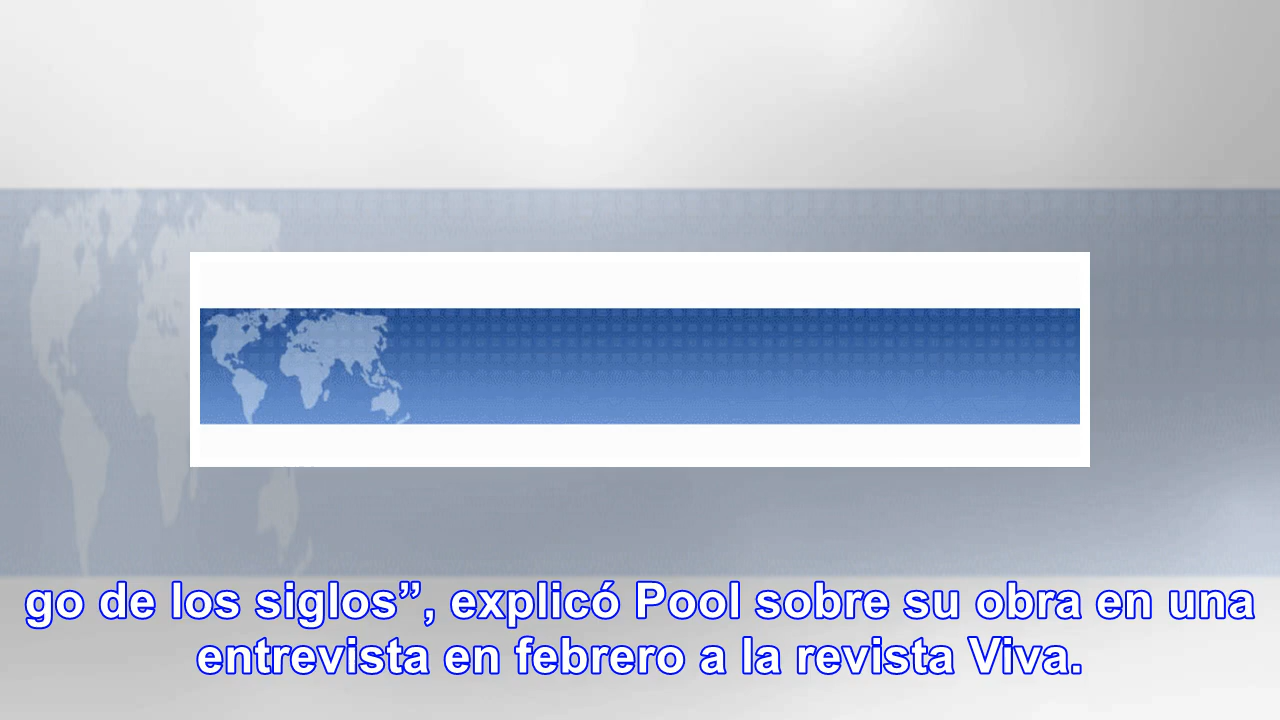 go de los siglos”, explicó Pool sobre su obra en una
entrevista en febrero a la revista Viva.